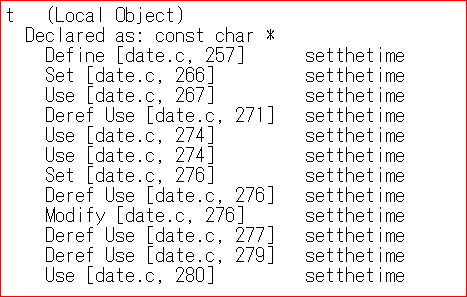 t (Local Object)
Declared as: const char *
Define [date.c, 257] setthetime
Set [date.c, 266] setthetime
Use [date.c, 267] setthetime
Deref Use [date.c, 271] setthetime
Use [date.c, 274] setthetime
Use [date.c, 274] setthetime
Set [date.c, 276] setthetime
Deref Use [date.c, 276] setthetime
Modify [date.c, 276] setthetime
Deref Use [date.c, 277] setthetime
Deref Use [date.c, 279] setthetime
Use [date.c, 280] setthetime